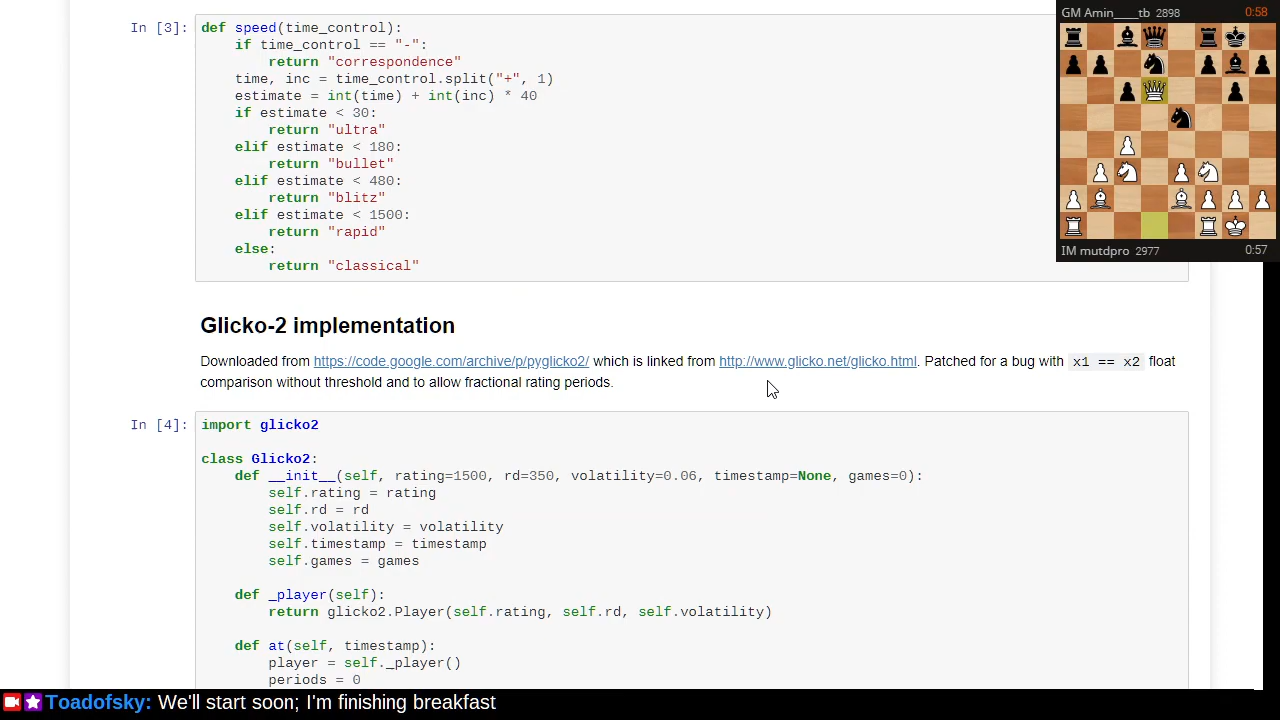 In [3]:
def speed(time_control):
    if time_control == "-":
        return "correspondence"
    time, inc = time_control.split("+", 1)
    estimate = int(time) + int(inc) * 40
    if estimate < 30:
        return "ultra"
    elif estimate < 180:
        return "bullet"
    elif estimate < 480:
        return "blitz"
    elif estimate < 1500:
        return "rapid"
    else:
        return "classical"
GM Amin____tb 2898 0:58
IM mutdpro 2977 0:57
Glicko-2 implementation
Downloaded from https://code.google.com/archive/p/pyglicko2/ which is linked from http://www.glicko.net/glicko.html. Patched for a bug with x1 == x2 float
comparison without threshold and to allow fractional rating periods.
In [4]:
import glicko2
class Glicko2:
    def __init__(self, rating=1500, rd=350, volatility=0.06, timestamp=None, games=0):
        self.rating = rating
        self.rd = rd
        self.volatility = volatility
        self.timestamp = timestamp
        self.games = games
    def _player(self):
        return glicko2.Player(self.rating, self.rd, self.volatility)
    def at(self, timestamp):
        player = self._player()
        periods = 0
Toadofsky: We'll start soon; I'm finishing breakfast